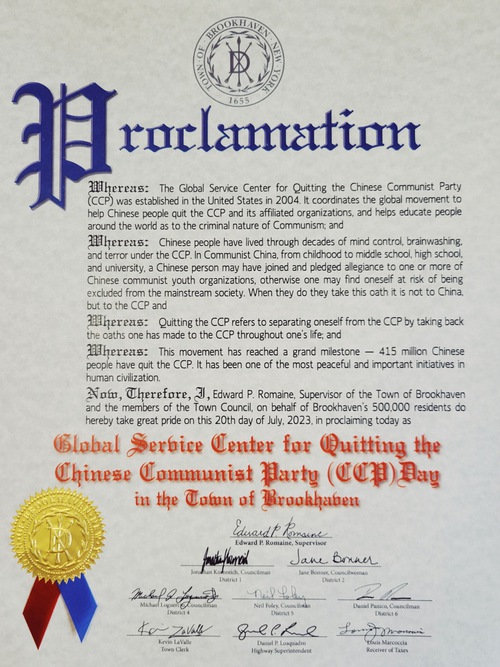 TOWN OF BROOKHAVEN NEW YORK
1655
Proclamation
Whereas: The Global Service Center for Quitting the Chinese Communist Party
(CCP) was established in the United States in 2004. It coordinates the global movement to
help Chinese people quit the CCP and its affiliated organizations, and helps educate people
around the world as to the criminal nature of Communism; and
Whereas: Chinese people have lived through decades of mind control, brainwashing,
and terror under the CCP. In Communist China, from childhood to middle school, high school,
and university, a Chinese person may have joined and pledged allegiance to one or more of
Chinese communist youth organizations, otherwise one may find oneself at risk of being
excluded from the mainstream society. When they do they take this oath it is not to China,
but to the CCP and
Whereas: Quitting the CCP refers to separating oneself from the CCP by taking back
the oaths one has made to the CCP throughout one's life; and
Whereas: This movement has reached a grand milestone — 415 million Chinese
people have quit the CCP. It has been one of the most peaceful and important initiatives in
human civilization.
Now, Therefore, I, Edward P. Romaine, Supervisor of the Town of Brookhaven
and the members of the Town Council, on behalf of Brookhaven's 500,000 residents do
hereby take great pride on this 20th day of July, 2023, in proclaiming today as
Global Service Center for Quitting the
Chinese Communist Party (CCP)Day
in the Town of Brookhaven
Edward P. Romaine
Edward P. Romaine, Supervisor
Jane Bonner
Jonathan Kornreich, Councilman
Jane Bonner, Councilwoman
District 1
District 2
Neil Foley
Michael Loguercio, Councilman
Neil Foley, Councilman
Daniel Panico, Councilman
District 4
District 5
District 6
Kevin LaValle
Daniel P. Losquadro
Louis Marcoccia
Town Clerk
Highway Superintendent
Receiver of Taxes